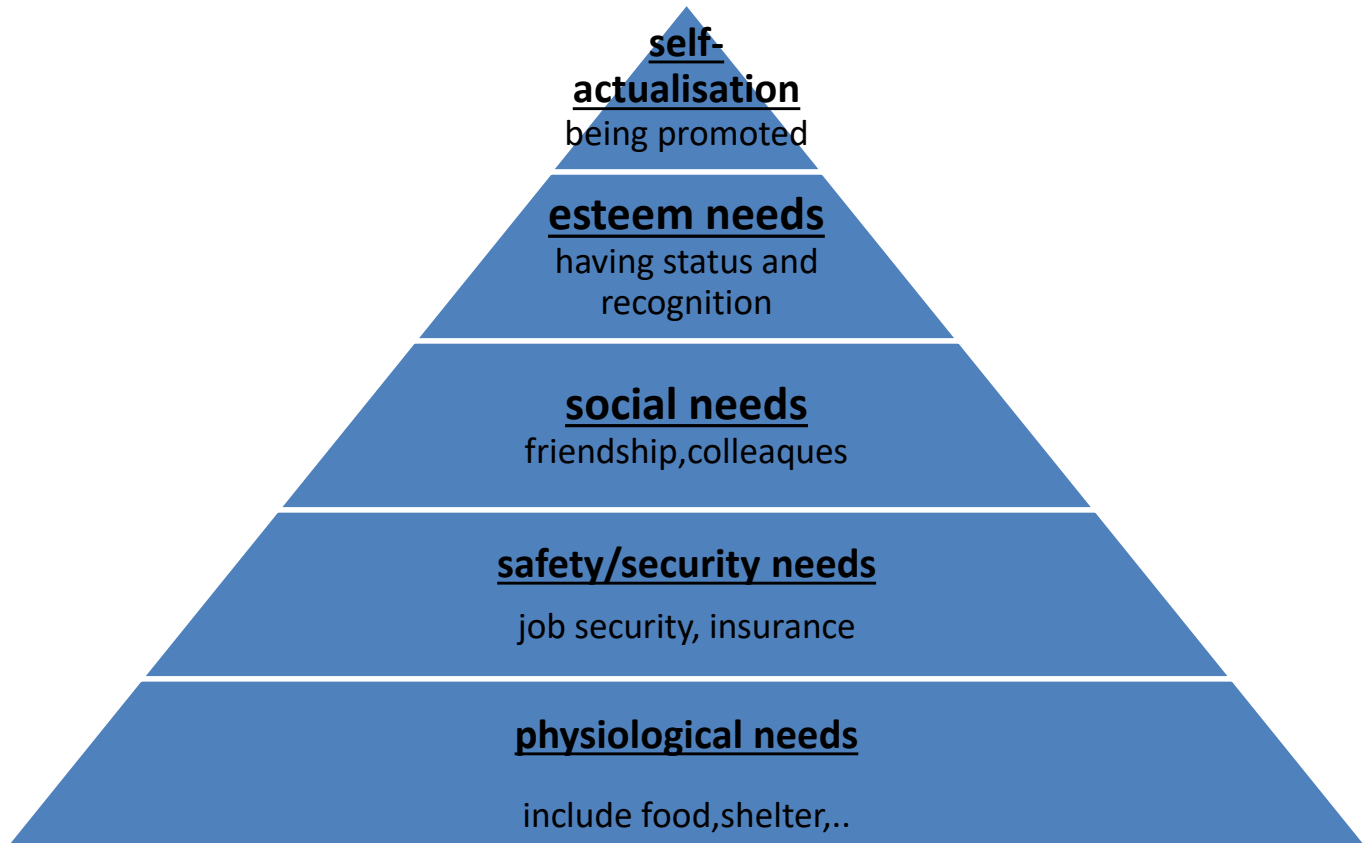 self-
actualisation
being promoted
esteem needs
having status and
recognition
social needs
friendship,colleaques
safety/security needs
job security, insurance
physiological needs
include food,shelter,..